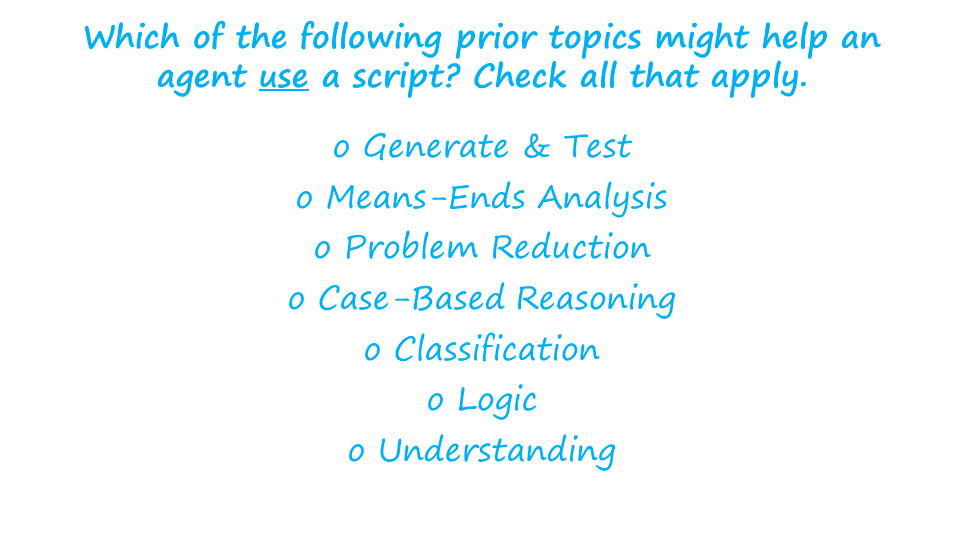 Which of the following prior topics might help an
agent use a script? Check all that apply.
o Generate & Test
o Means-Ends Analysis
o Problem Reduction
o Case-Based Reasoning
o Classification
o Logic
o Understanding